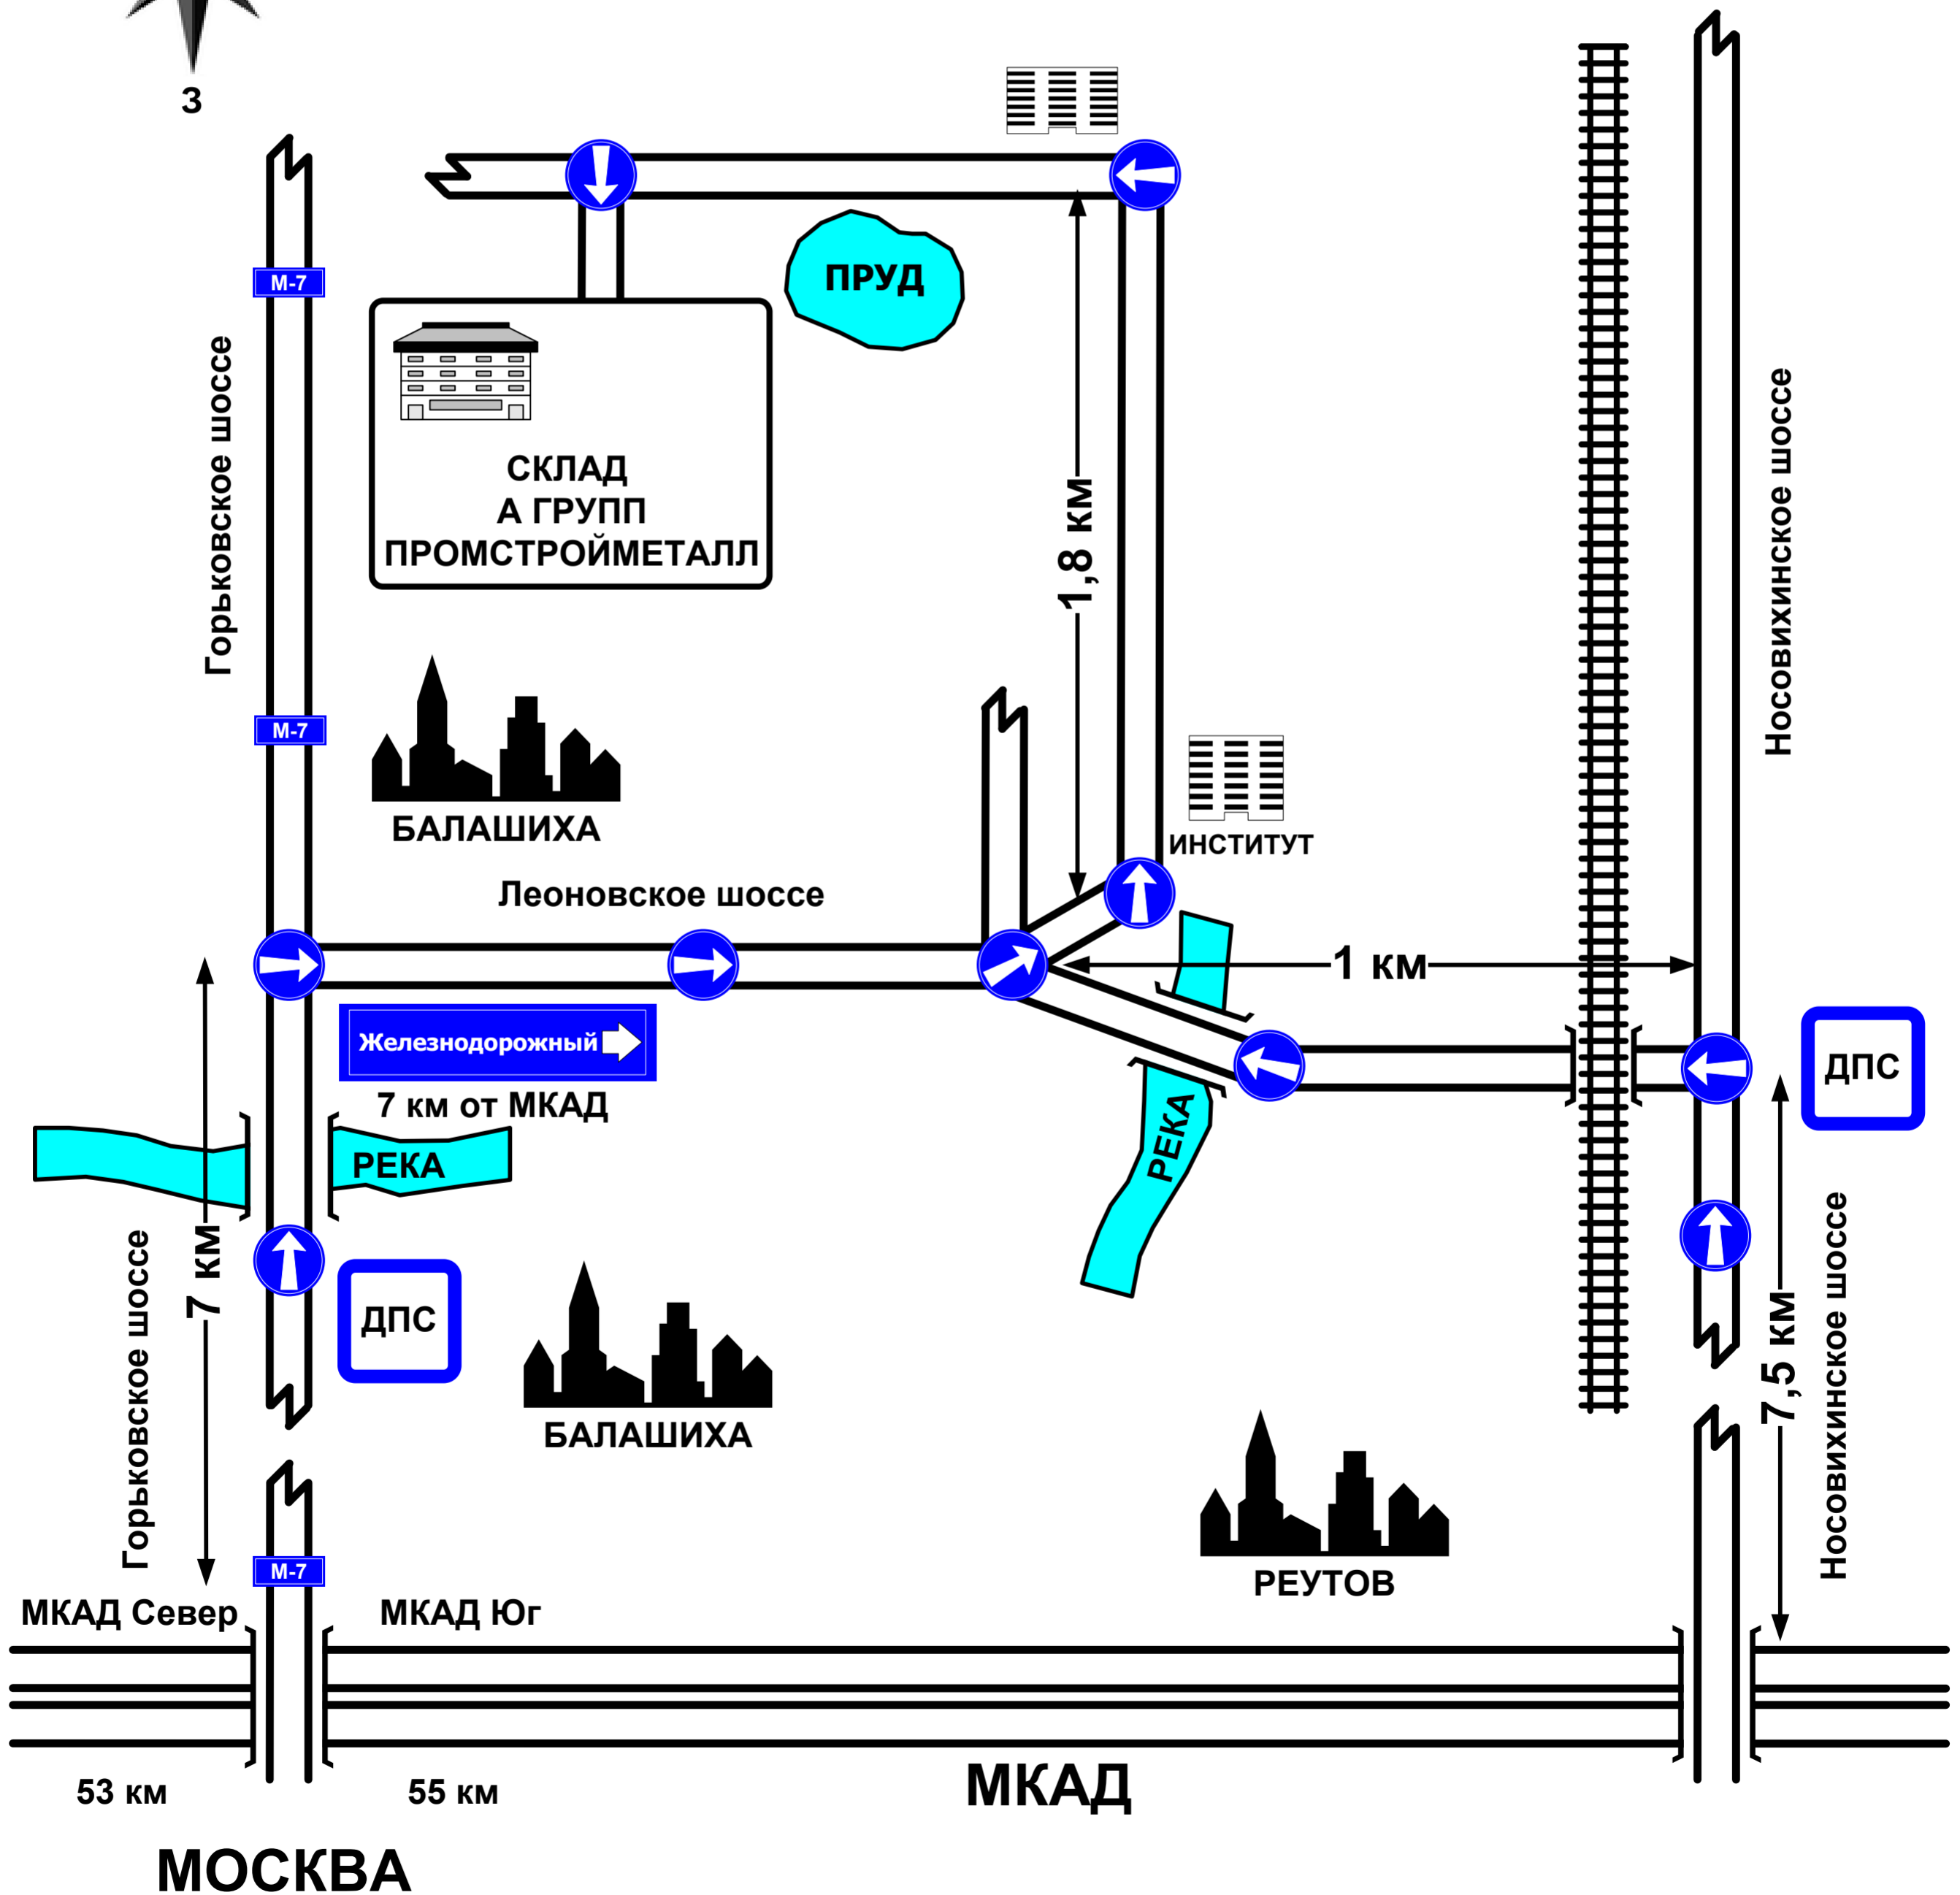 З
М-7
ПРУД
Горьковское шоссе
Носовихинское шоссе
СКЛАД
А ГРУПП
ПРОМСТРОЙМЕТАЛЛ
1,8 км
М-7
БАЛАШИХА
ИНСТИТУТ
Леоновское шоссе
1 км
Железнодорожный
7 км от МКАД
ДПС
РЕКА
РЕКА
7 км
Горьковское шоссе
ДПС
7,5 км
Носовихинское шоссе
БАЛАШИХА
М-7
РЕУТОВ
МКАД Север
МКАД Юг
МКАД
53 км
55 км
МОСКВА